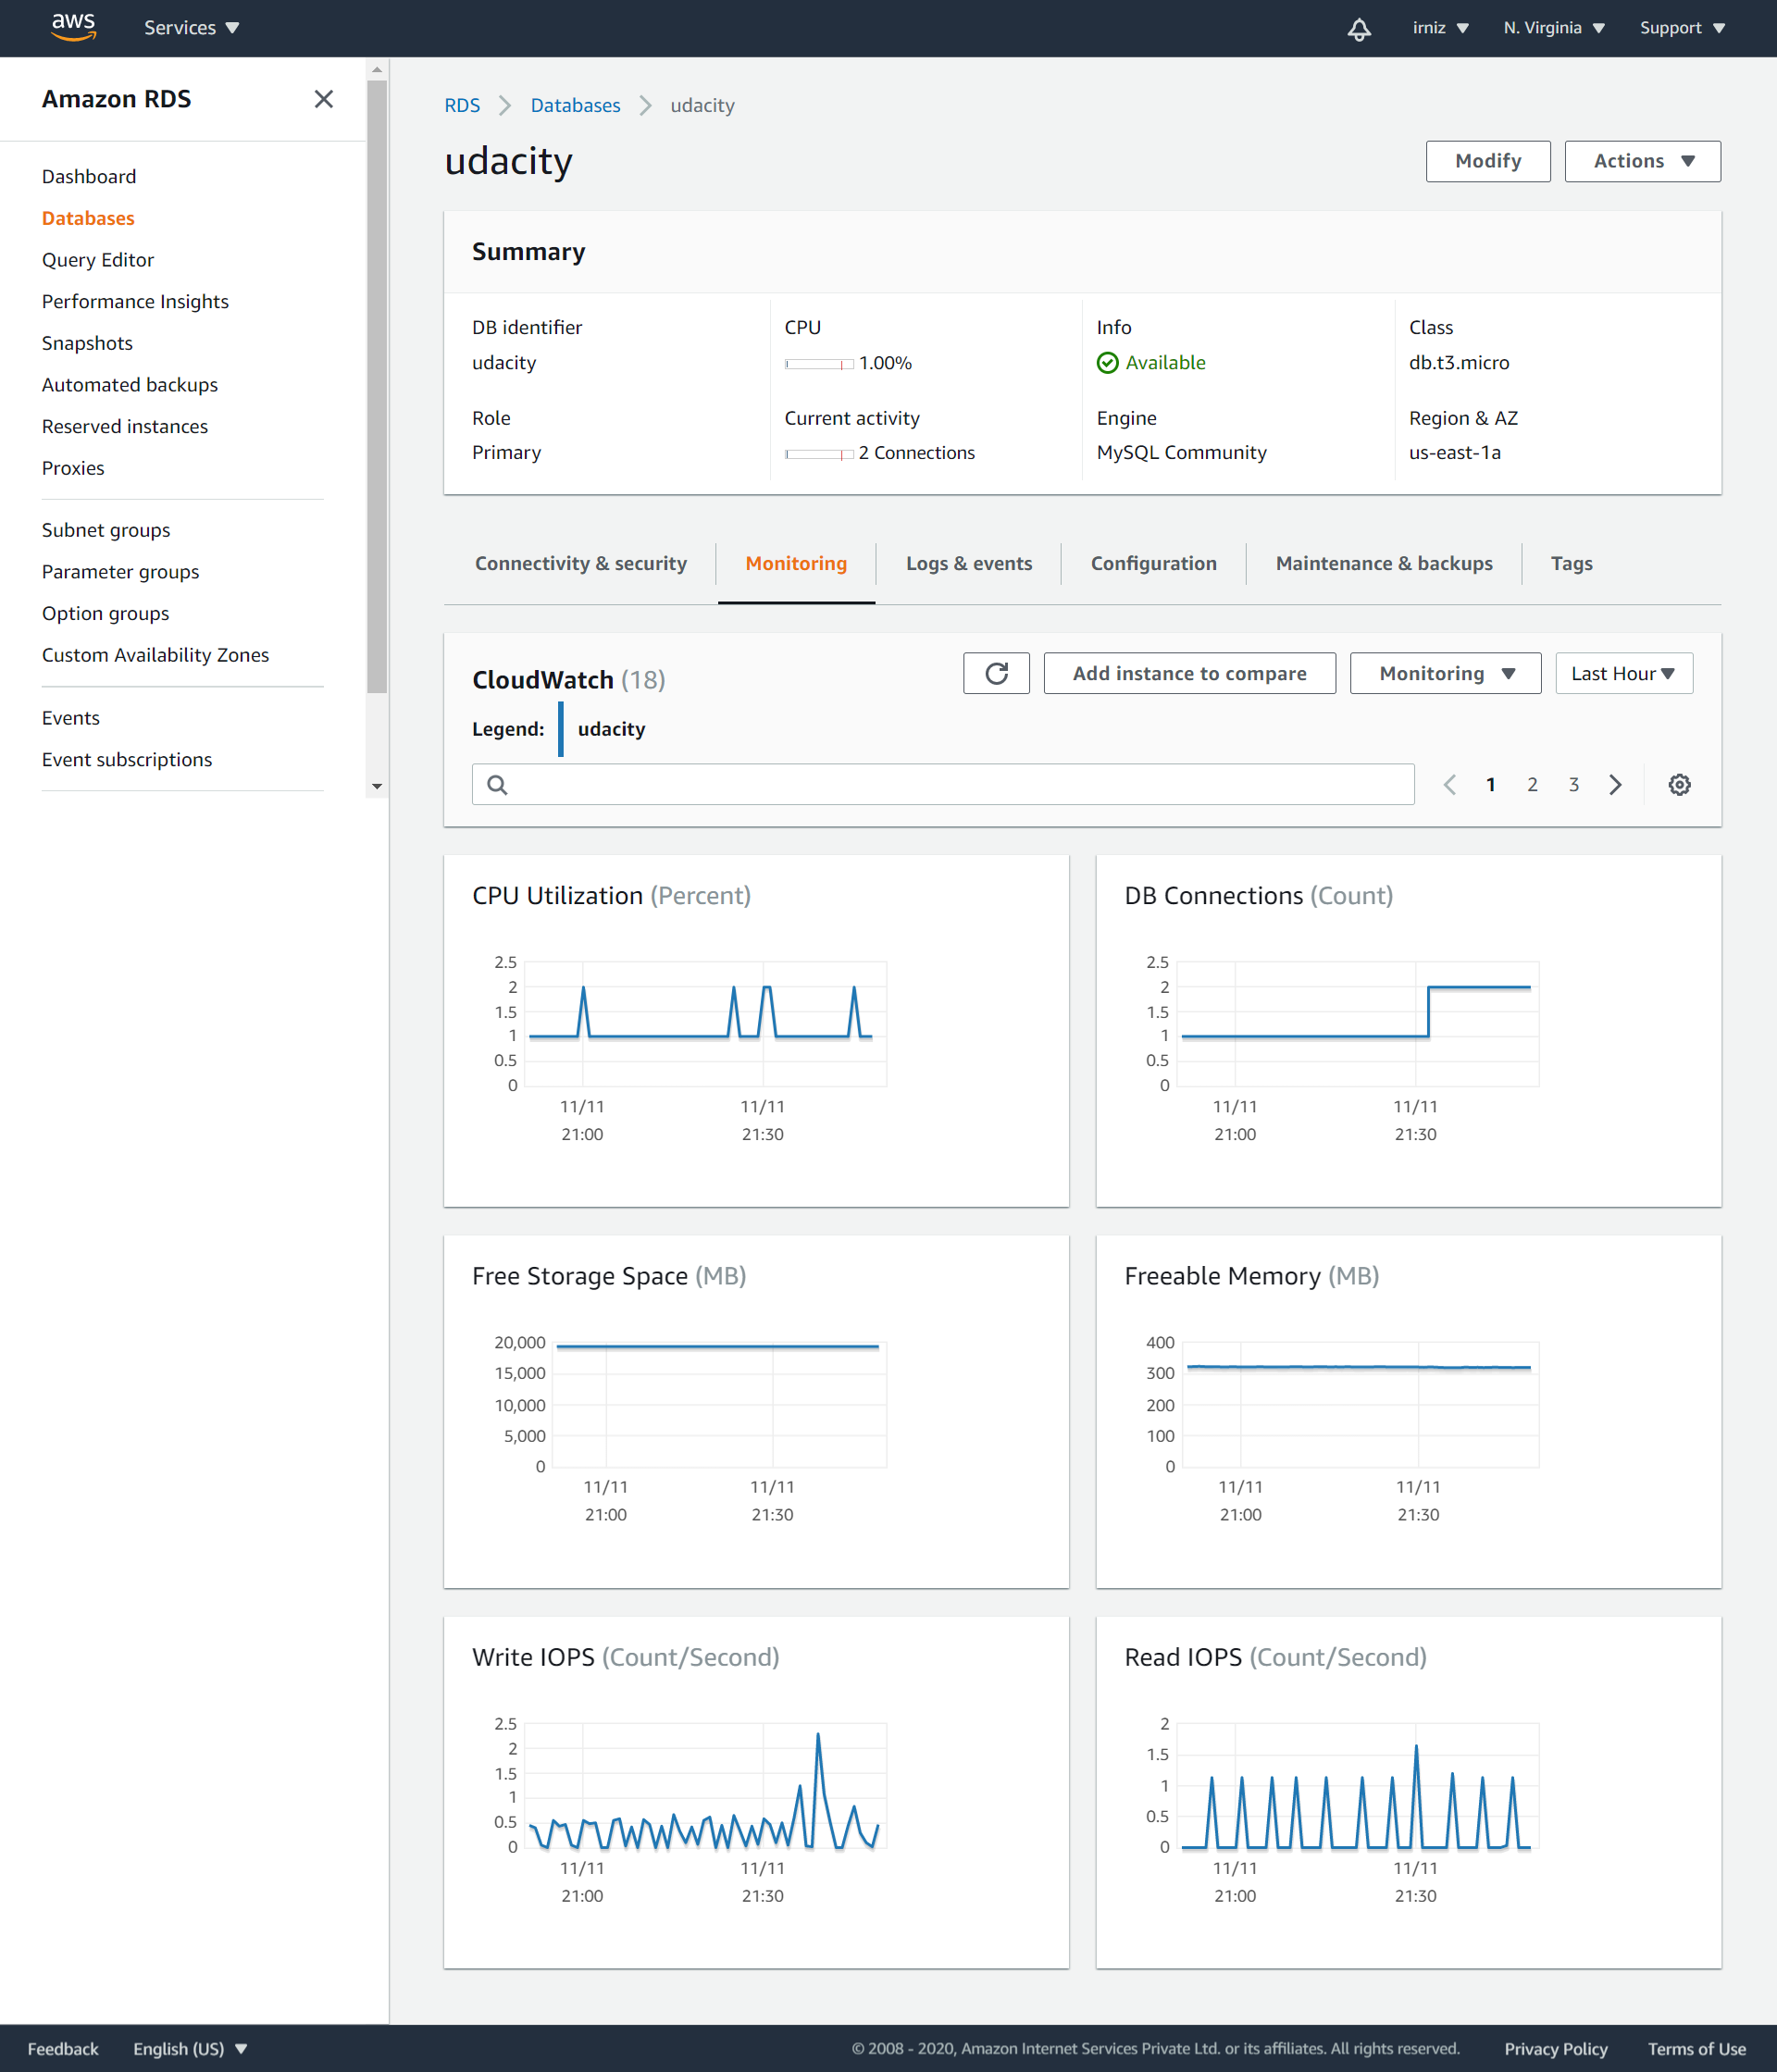 aws Services irniz N. Virginia Support
Amazon RDS
Dashboard
Databases
Query Editor
Performance Insights
Snapshots
Automated backups
Reserved instances
Proxies
Subnet groups
Parameter groups
Option groups
Custom Availability Zones
Events
Event subscriptions
RDS Databases udacity
udacity
Modify Actions
Summary
DB identifier CPU Info Class
udacity 1.00% Available db.t3.micro
Role Current activity Engine Region & AZ
Primary 2 Connections MySQL Community us-east-1a
Connectivity & security Monitoring Logs & events Configuration Maintenance & backups Tags
CloudWatch (18) Add instance to compare Monitoring Last Hour
Legend: udacity
1 2 3
CPU Utilization (Percent)
2.5
2
1.5
1
0.5
0
11/11 11/11
21:00 21:30
DB Connections (Count)
2.5
2
1.5
1
0.5
0
11/11 11/11
21:00 21:30
Free Storage Space (MB)
20,000
15,000
10,000
5,000
0
11/11 11/11
21:00 21:30
Freeable Memory (MB)
400
300
200
100
0
11/11 11/11
21:00 21:30
Write IOPS (Count/Second)
2.5
2
1.5
1
0.5
0
11/11 11/11
21:00 21:30
Read IOPS (Count/Second)
2
1.5
1
0.5
0
11/11 11/11
21:00 21:30
Feedback English (US) © 2008 - 2020, Amazon Internet Services Private Ltd. or its affiliates. All rights reserved. Privacy Policy Terms of Use